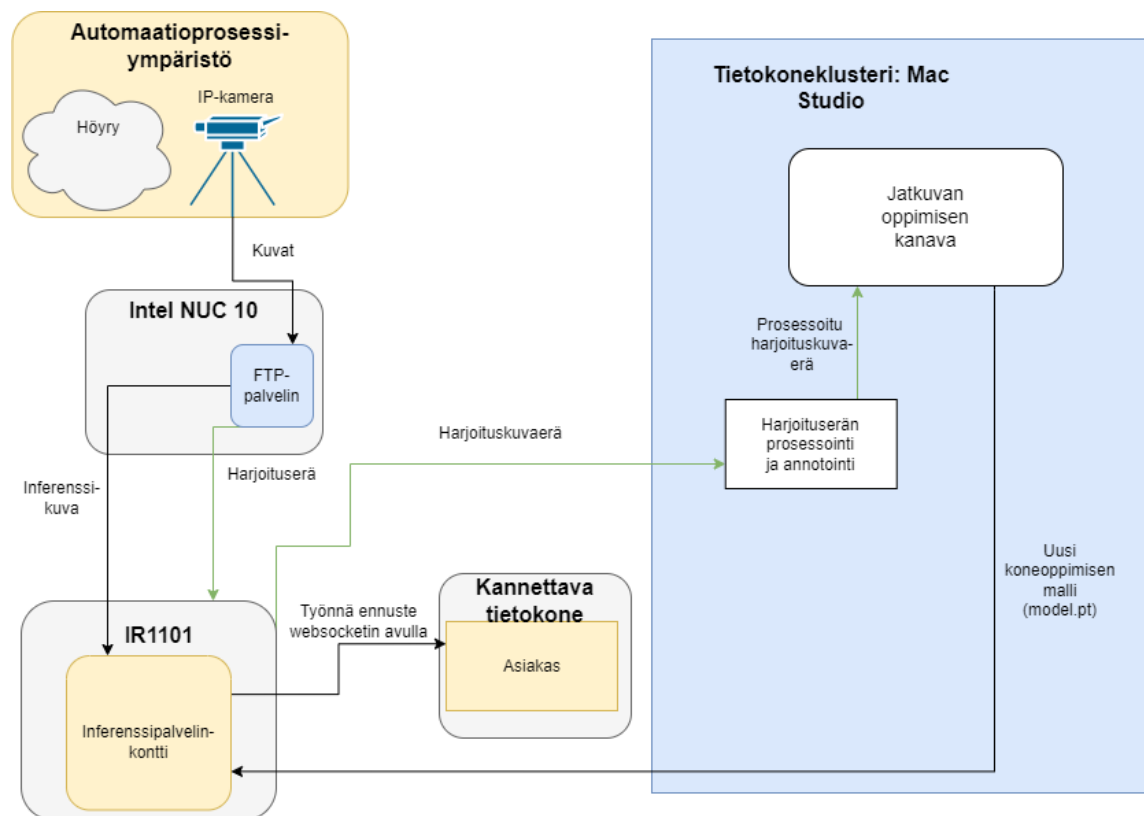 Automaatioprosessi-
ympäristö
IP-kamera
Höyry
Kuvat
Intel NUC 10
FTP-
palvelin
Inferenssi-
kuva
Harjoituserä
Harjoituskuvaerä
IR1101
Inferenssipalvelin-
kontti
Työnnä ennuste
websocketin avulla
Kannettava
tietokone
Asiakas
Tietokoneklusteri: Mac
Studio
Jatkuvan
oppimisen
kanava
Prosessoitu
harjoituskuva-
erä
Harjoituserän
prosessointi
ja annotointi
Uusi
koneoppimisen
malli
(model.pt)